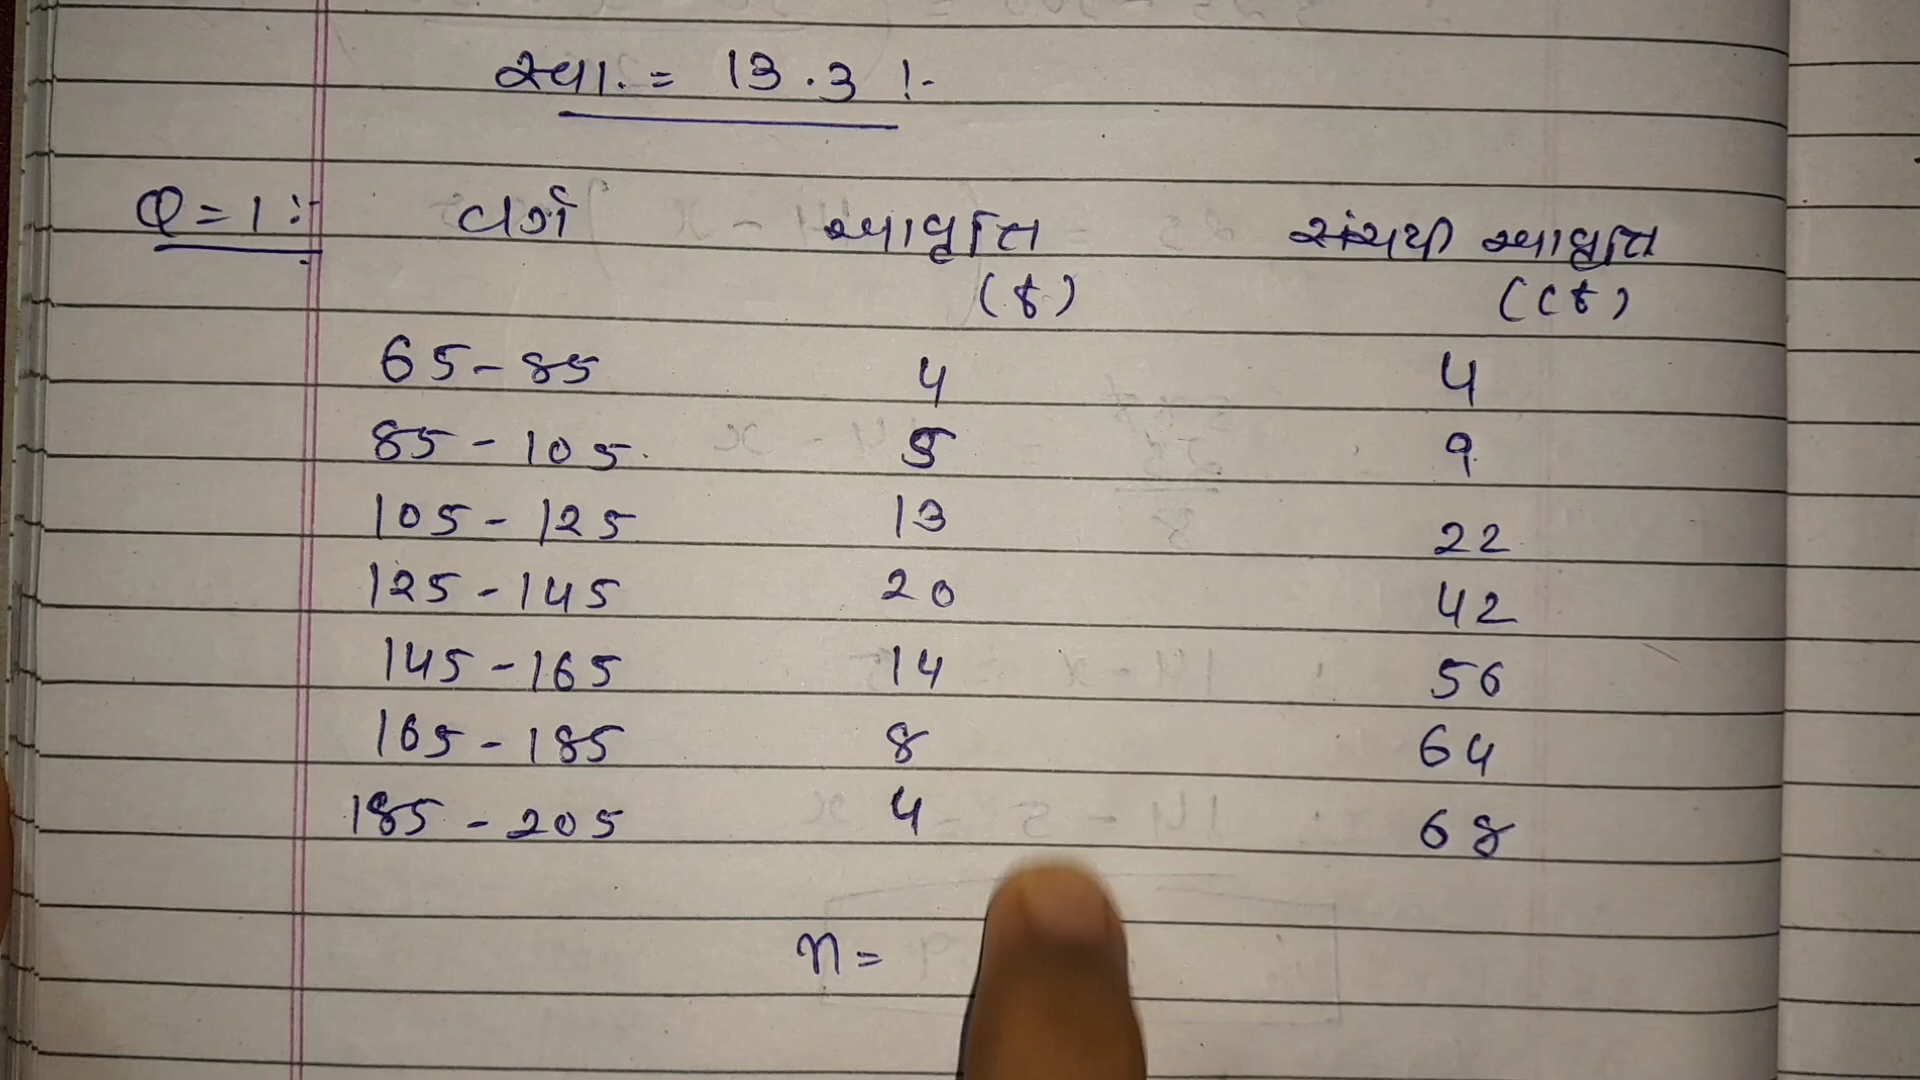 સ્વા. = 13.3 :-
Q=1 :- વર્ગ આવૃત્તિ સંચયી આવૃત્તિ
(f) (cf)
65-85 4 4
85-105 5 9
105-125 13 22
125-145 20 42
145-165 14 56
165-185 8 64
185-205 4 68
n =